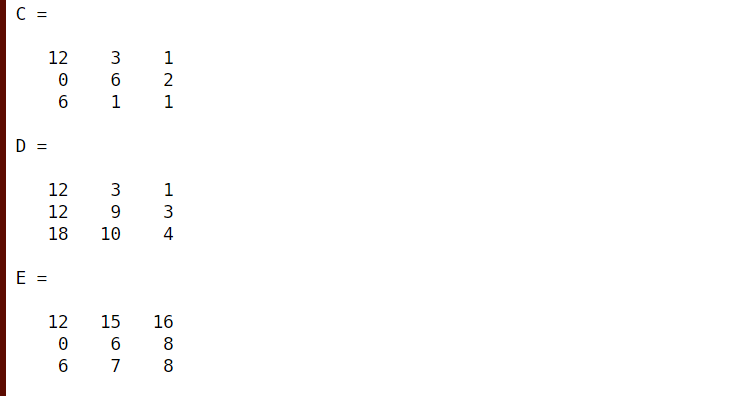 C =
12 3 1
0 6 2
6 1 1
D =
12 3 1
12 9 3
18 10 4
E =
12 15 16
0 6 8
6 7 8